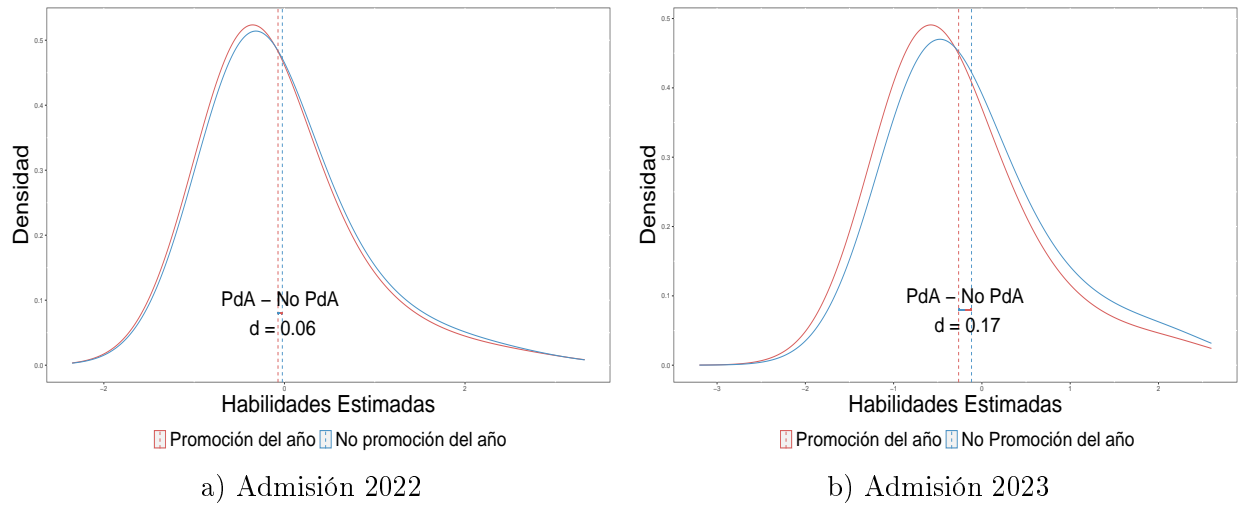 Densidad
0.5
0.4
0.3
0.2
0.1
0.0
PdA – No PdA
d = 0.06
−2 0 2
Habilidades Estimadas
Promoción del año No promoción del año
a) Admisión 2022
Densidad
0.5
0.4
0.3
0.2
0.1
0.0
PdA – No PdA
d = 0.17
−3 −2 −1 0 1 2
Habilidades Estimadas
Promoción del año No Promoción del año
b) Admisión 2023